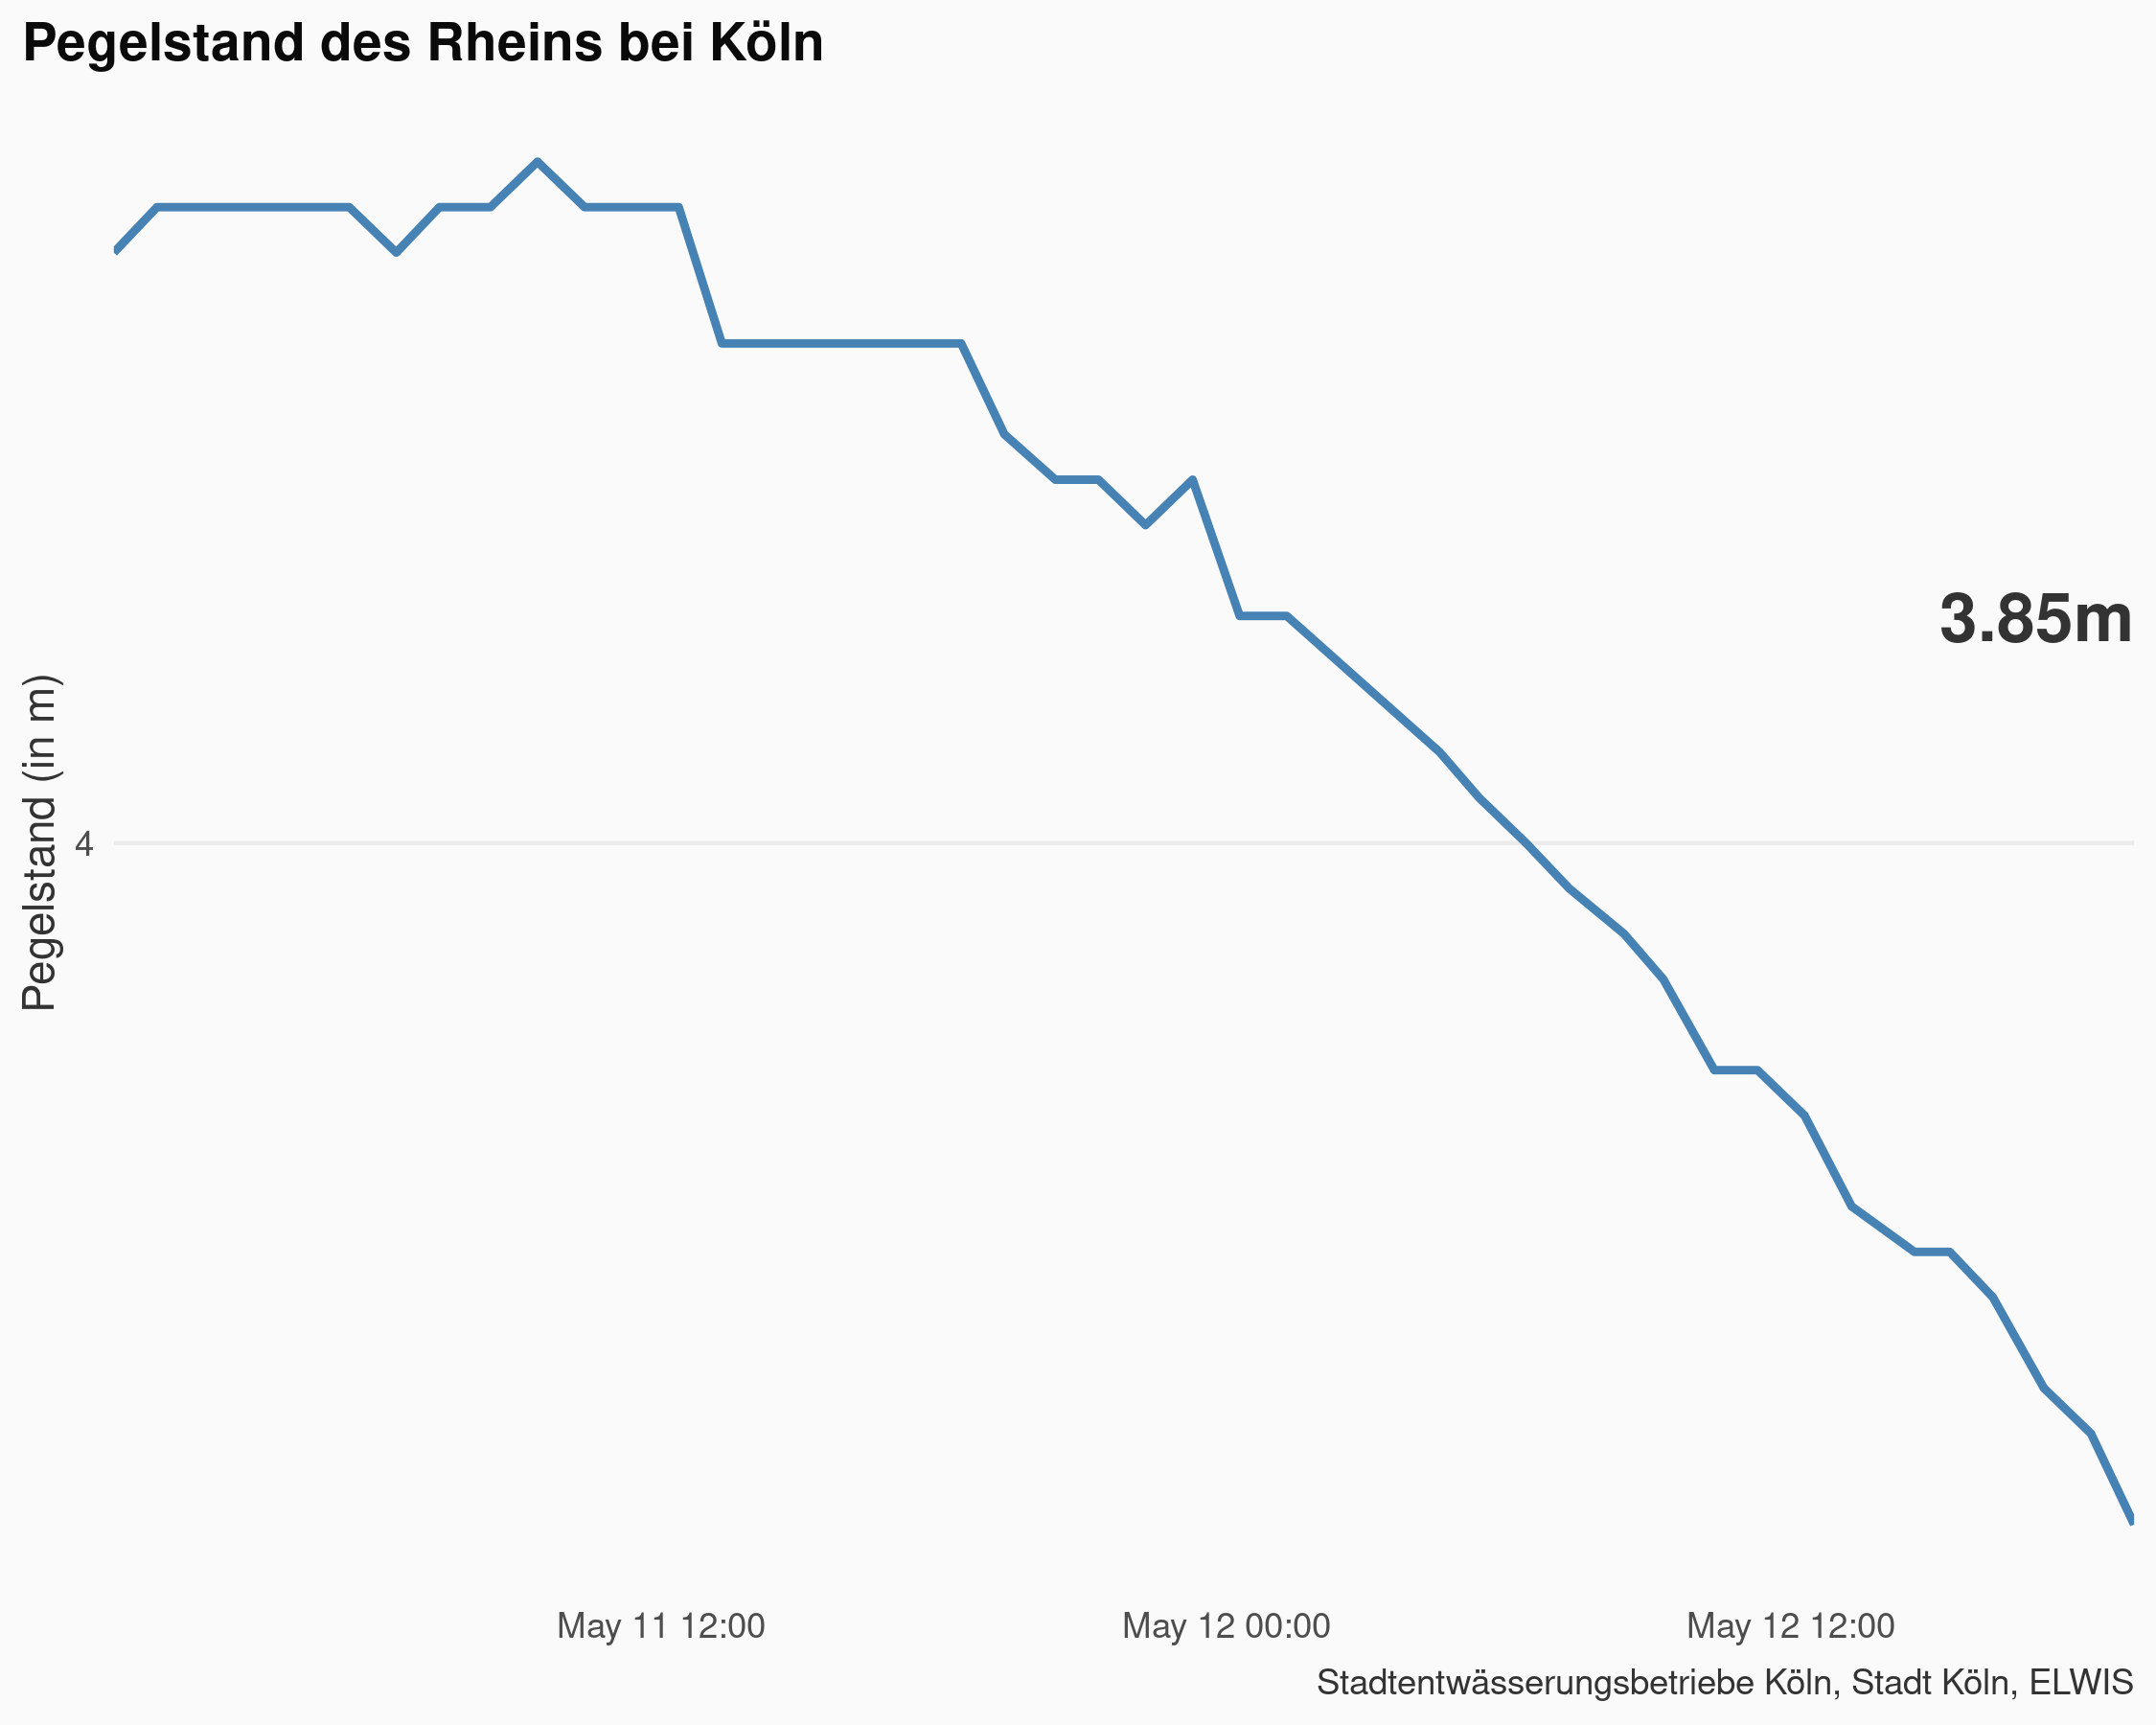 Pegelstand des Rheins bei Köln
3.85m
Pegelstand (in m)
4
May 11 12:00
May 12 00:00
May 12 12:00
Stadtentwässerungsbetriebe Köln, Stadt Köln, ELWIS